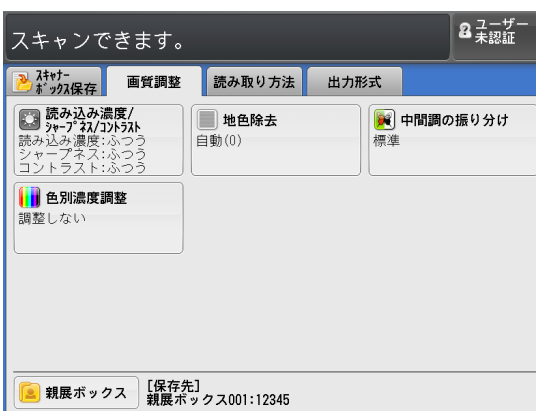 スキャンできます。
ユーザー
未認証
スキャナー
ボックス保存
画質調整
読み取り方法
出力形式
読み込み濃度/
シャープネス/コントラスト
読み込み濃度:ふつう
シャープネス:ふつう
コントラスト:ふつう
地色除去
自動(0)
中間調の振り分け
標準
色別濃度調整
調整しない
親展ボックス
[保存先]
親展ボックス001:12345